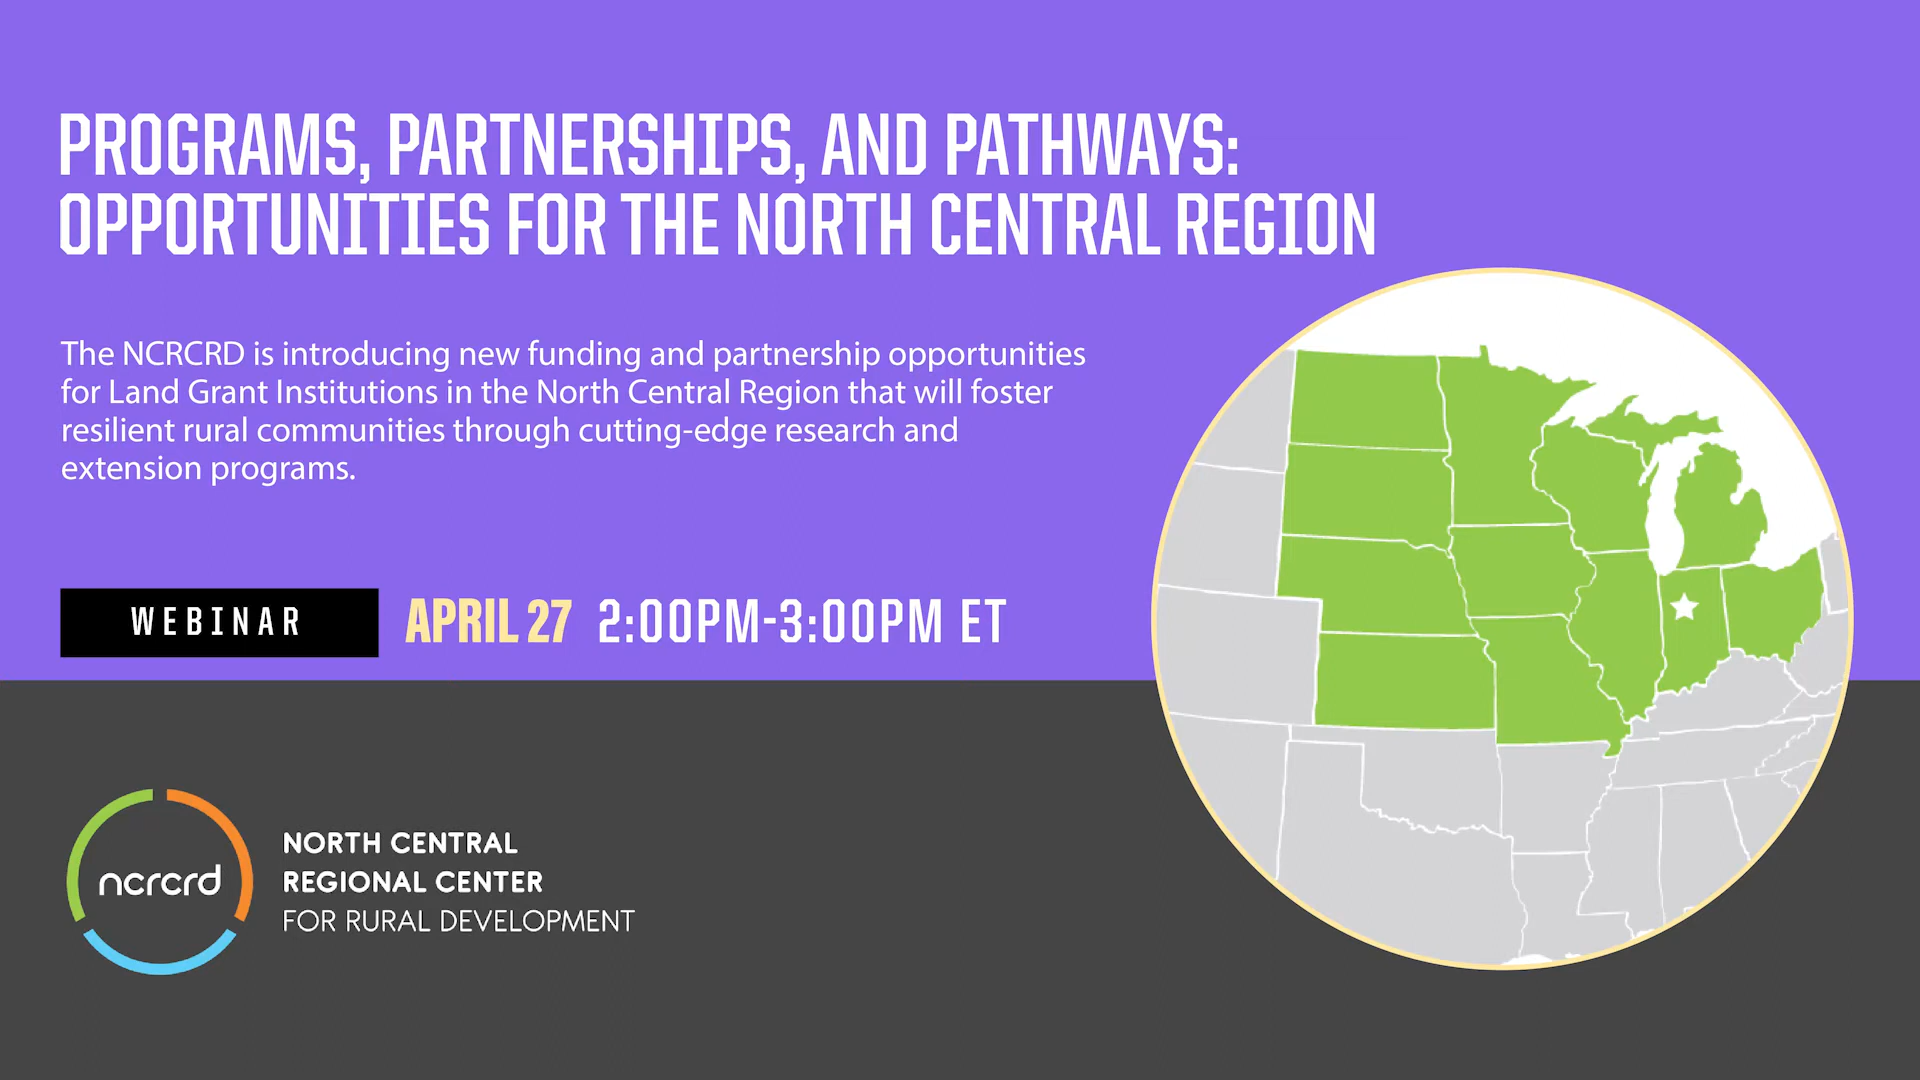 PROGRAMS, PARTNERSHIPS, AND PATHWAYS:
OPPORTUNITIES FOR THE NORTH CENTRAL REGION
The NCRCRD is introducing new funding and partnership opportunities
for Land Grant Institutions in the North Central Region that will foster
resilient rural communities through cutting-edge research and
extension programs.
WEBINAR APRIL 27 2:00PM-3:00PM ET
ncrcrd
NORTH CENTRAL
REGIONAL CENTER
FOR RURAL DEVELOPMENT